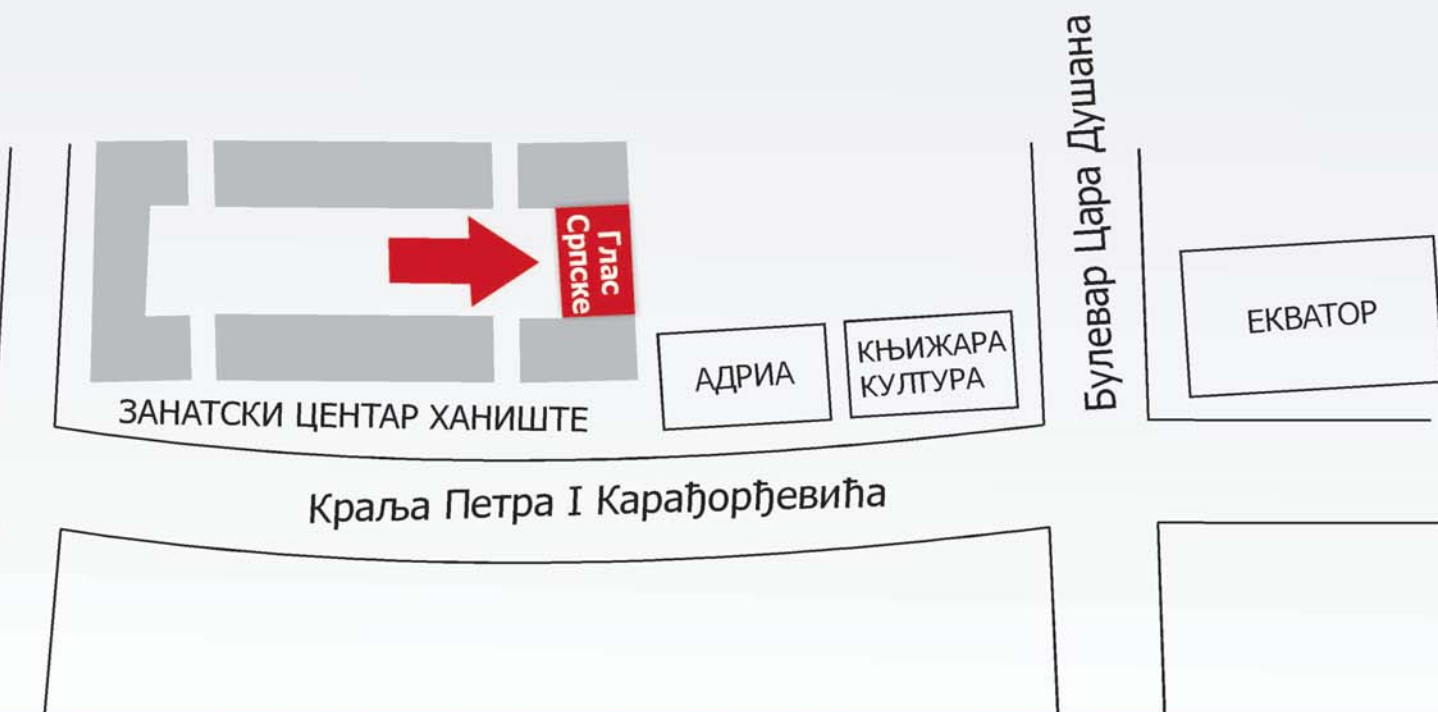 Глас
Српске
ЗАНАТСКИ ЦЕНТАР ХАНИШТЕ
АДРИА
КЊИЖАРА
КУЛТУРА
Булевар Цара Душана
ЕКВАТОР
Краља Петра I Карађорђевића